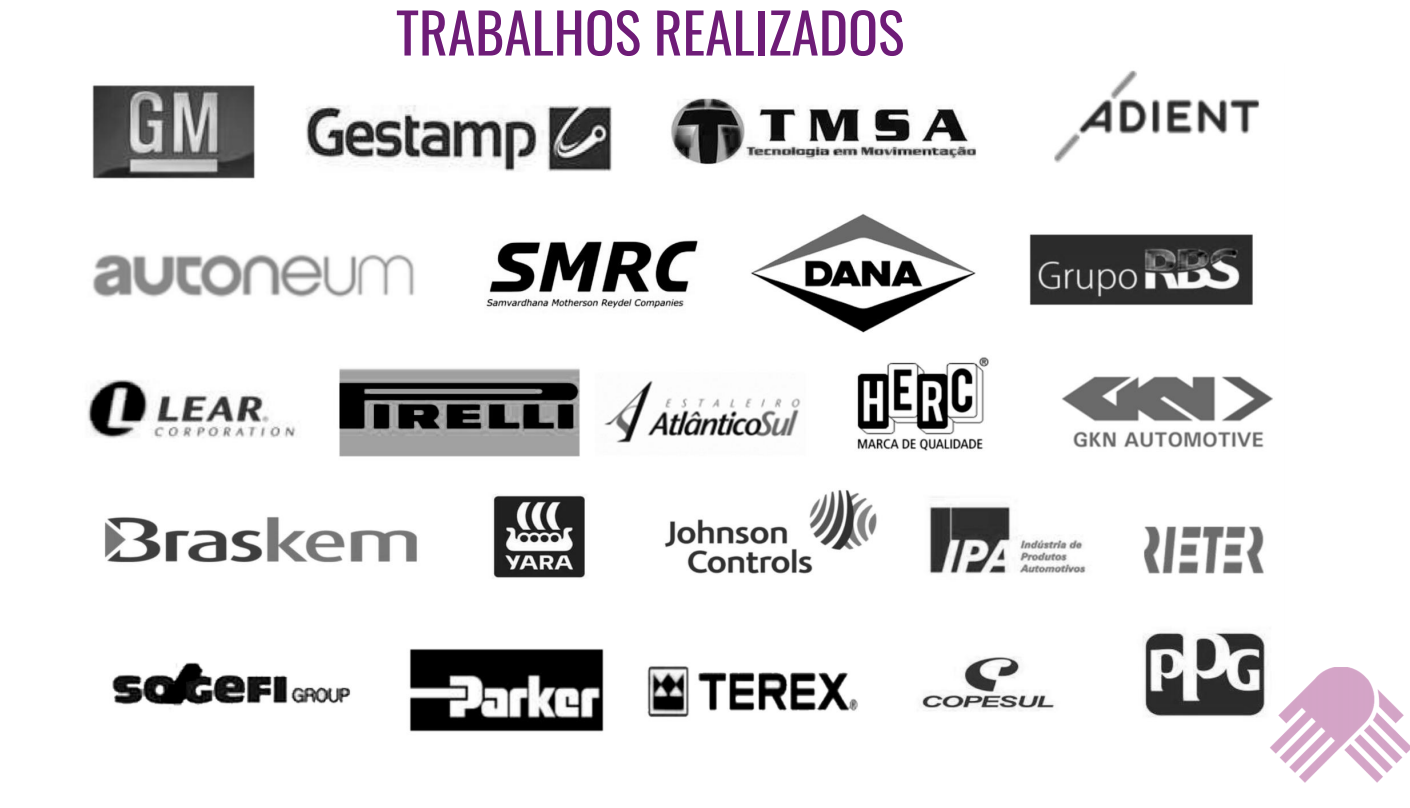 TRABALHOS REALIZADOS
GM
Gestamp
TMSA
Tecnologia em Movimentação
ADIENT
autoneum
SMRC
Samvardhana Motherson Reydel Companies
DANA
Grupo RBS
LEAR.
CORPORATION
PIRELLI
ESTALEIRO
AtlânticoSul
HERC®
MARCA DE QUALIDADE
GKN
GKN AUTOMOTIVE
Braskem
YARA
Johnson
Controls
IPA
Indústria de
Produtos
Automotivos
RIETER
SOGEFI GROUP
Parker
TEREX®
COPESUL
PPG